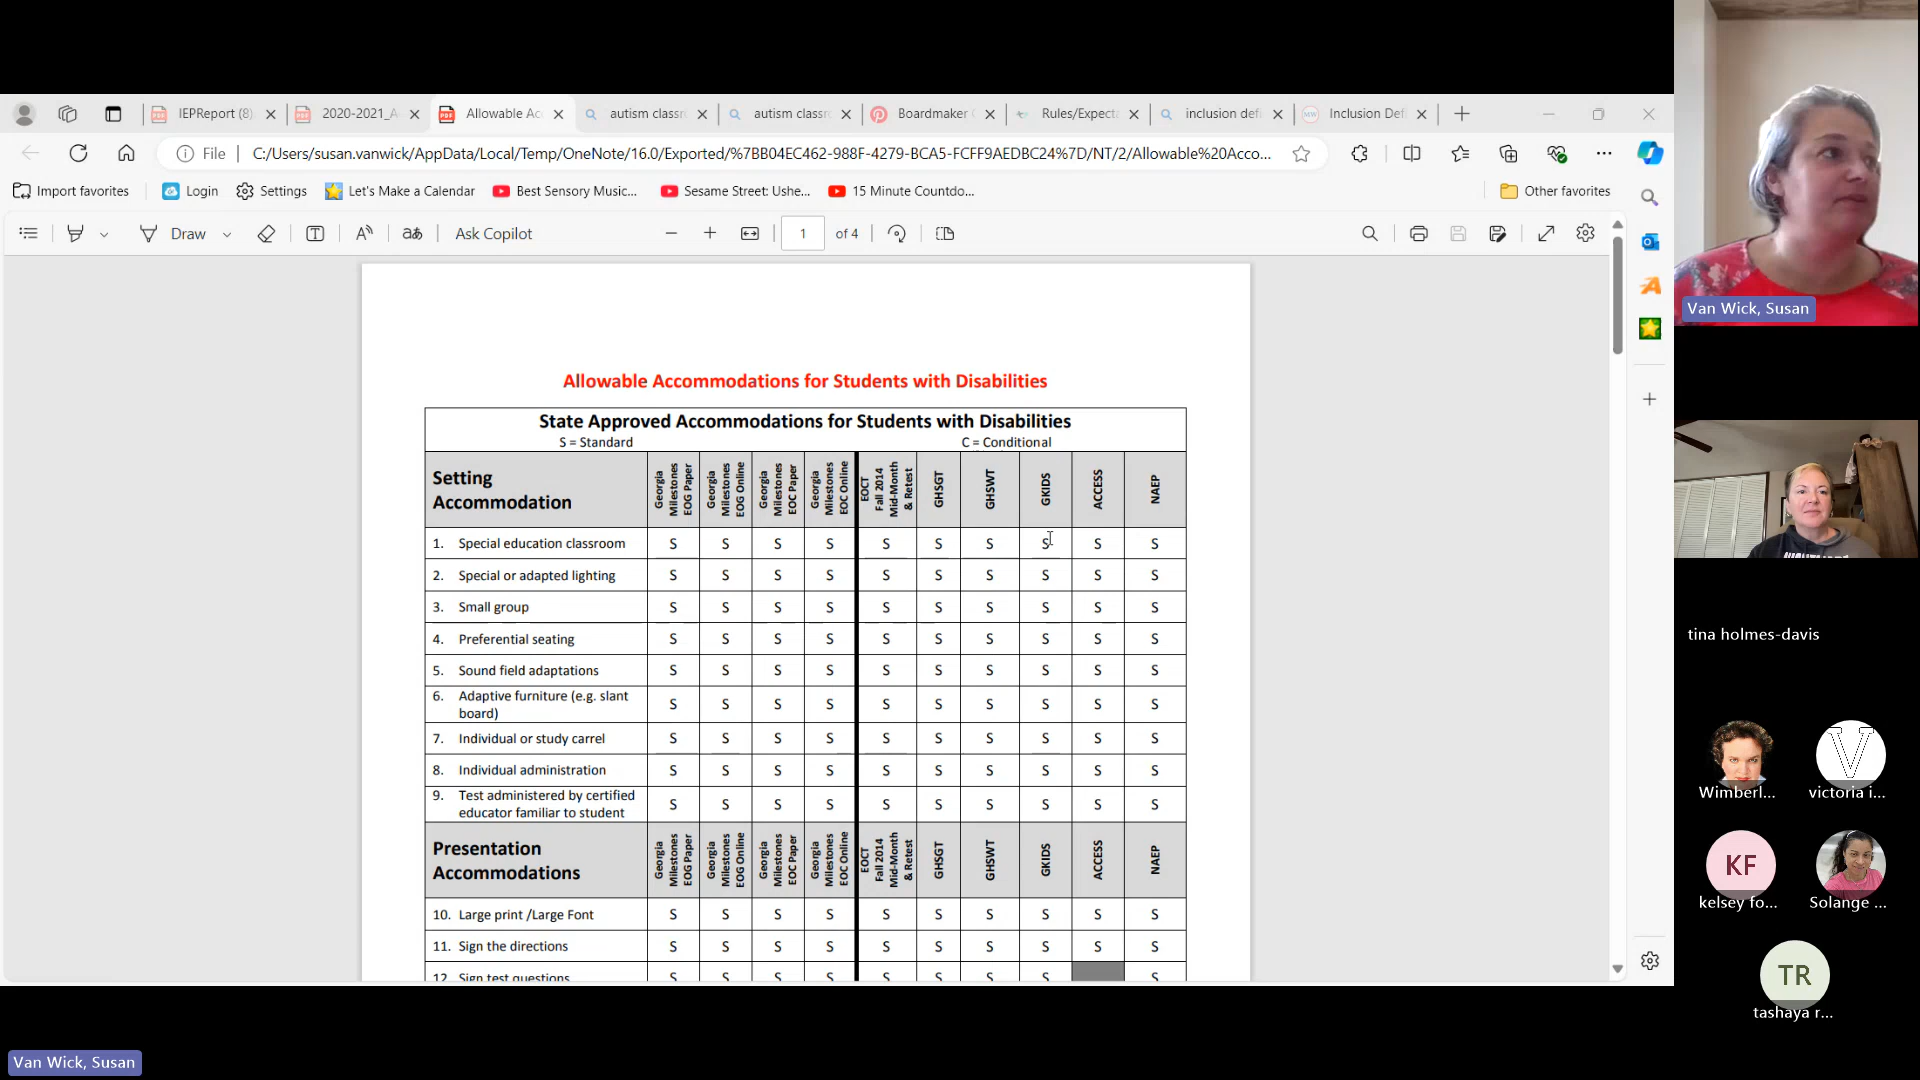 IEPReport (8)
2020-2021_A
Allowable Ac
autism classr
autism classr
Boardmaker
Rules/Expecta
inclusion defi
Inclusion Def
File
C:/Users/susan.vanwick/AppData/Local/Temp/OneNote/16.0/Exported/%7BB04EC462-988F-4279-BCA5-FCFF9AEDBC24%7D/NT/2/Allowable%20Acco...
Import favorites
Login
Settings
Let's Make a Calendar
Best Sensory Music...
Sesame Street: Ushe...
15 Minute Countdo...
Other favorites
Draw
Ask Copilot
1 of 4
Allowable Accommodations for Students with Disabilities
State Approved Accommodations for Students with Disabilities
S = Standard C = Conditional
Setting Accommodation
Georgia Milestones EOG Paper
Georgia Milestones EOG Online
Georgia Milestones EOC Paper
Georgia Milestones EOC Online
EOCT Fall 2014 Mid-Month & Retest
GHSGT
GHSWT
GKIDS
ACCESS
NAEP
1. Special education classroom S S S S S S S S S S
2. Special or adapted lighting S S S S S S S S S S
3. Small group S S S S S S S S S S
4. Preferential seating S S S S S S S S S S
5. Sound field adaptations S S S S S S S S S S
6. Adaptive furniture (e.g. slant board) S S S S S S S S S S
7. Individual or study carrel S S S S S S S S S S
8. Individual administration S S S S S S S S S S
9. Test administered by certified educator familiar to student S S S S S S S S S S
Presentation Accommodations
Georgia Milestones EOG Paper
Georgia Milestones EOG Online
Georgia Milestones EOC Paper
Georgia Milestones EOC Online
EOCT Fall 2014 Mid-Month & Retest
GHSGT
GHSWT
GKIDS
ACCESS
NAEP
10. Large print /Large Font S S S S S S S S S S
11. Sign the directions S S S S S S S S S S
12. Sign test questions S S S S S S S S S
Van Wick, Susan
tina holmes-davis
Wimberl...
victoria i...
V
KF
kelsey fo...
Solange ...
TR
tashaya r...
Van Wick, Susan